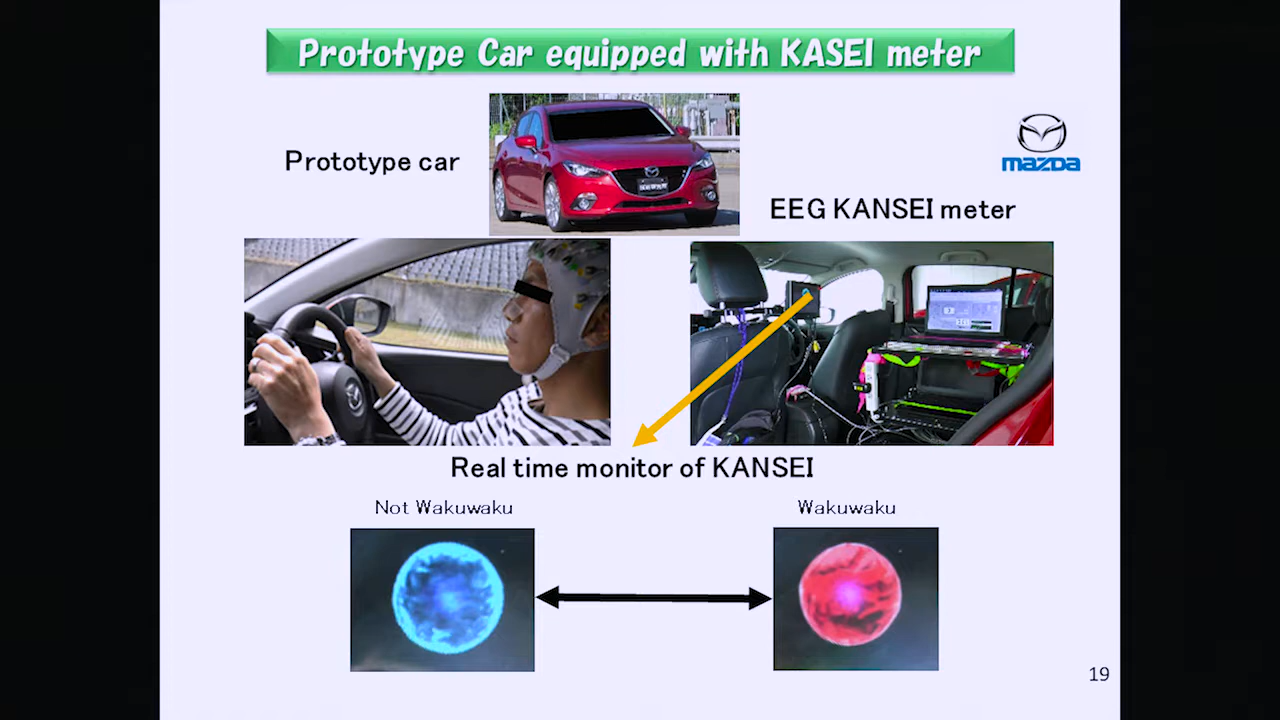 Prototype Car equipped with KASEI meter
Prototype car
mazda
EEG KANSEI meter
Real time monitor of KANSEI
Not Wakuwaku
Wakuwaku
19